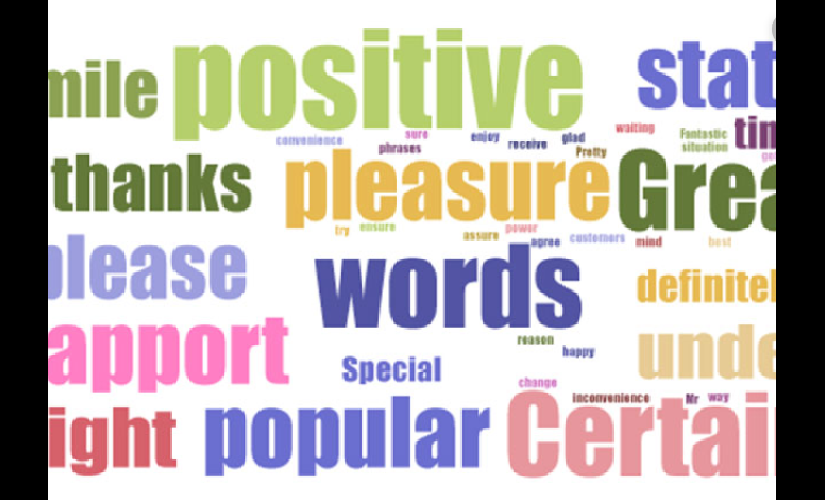 mile positive stat
convenience sure enjoy receive glad waiting Fantastic tim
phrases Pretty situation
thanks pleasure Grea
try ensure assure power agree customers mind best
please words definitel
reason happy
apport Special unde
change inconvenience Mr way
ight popular Certai